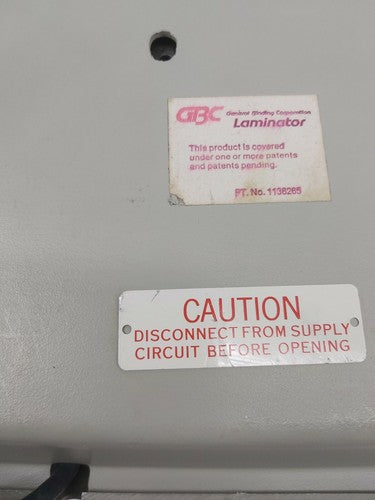 GBC General Binding Corporation
Laminator
This product is covered
under one or more patents
and patents pending.
PT. No. 1136265
CAUTION
DISCONNECT FROM SUPPLY
CIRCUIT BEFORE OPENING